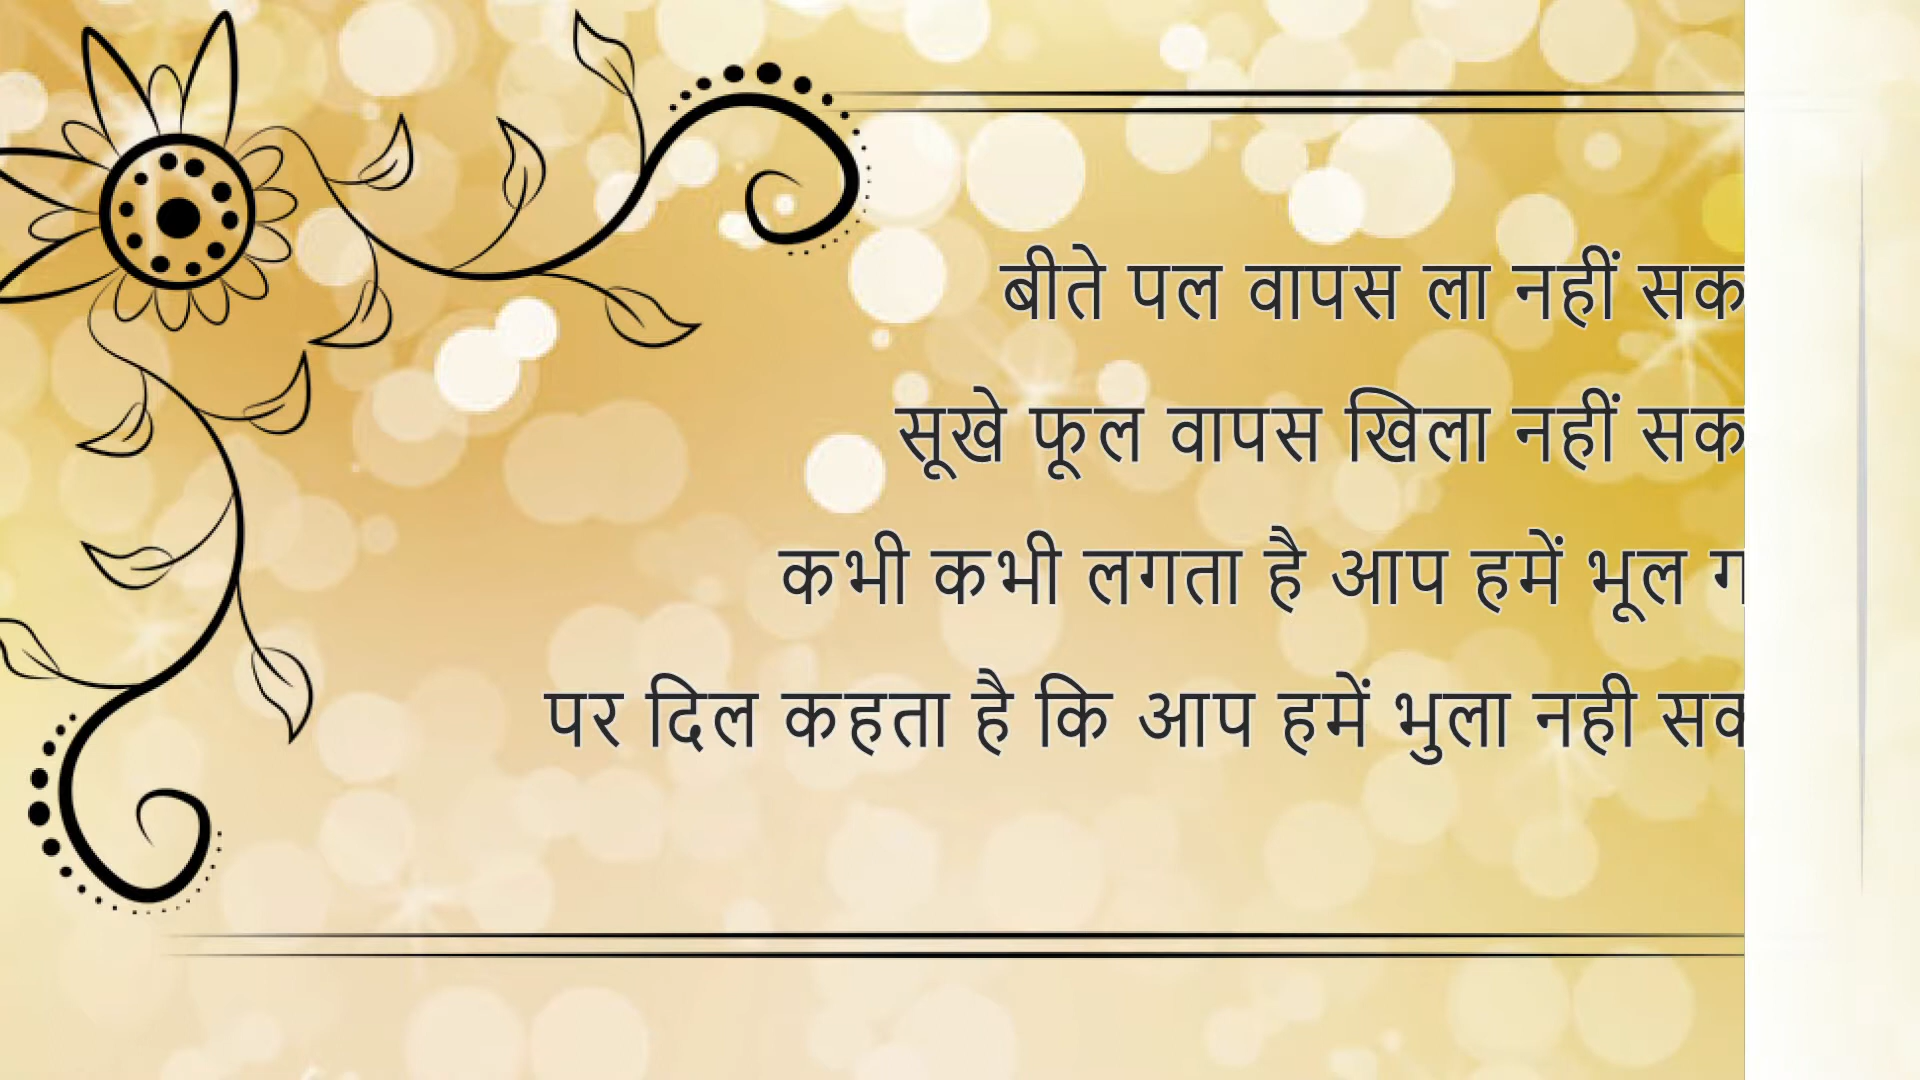 बीते पल वापस ला नहीं सक
सूखे फूल वापस खिला नहीं सक
कभी कभी लगता है आप हमें भूल ग
पर दिल कहता है कि आप हमें भुला नही सक